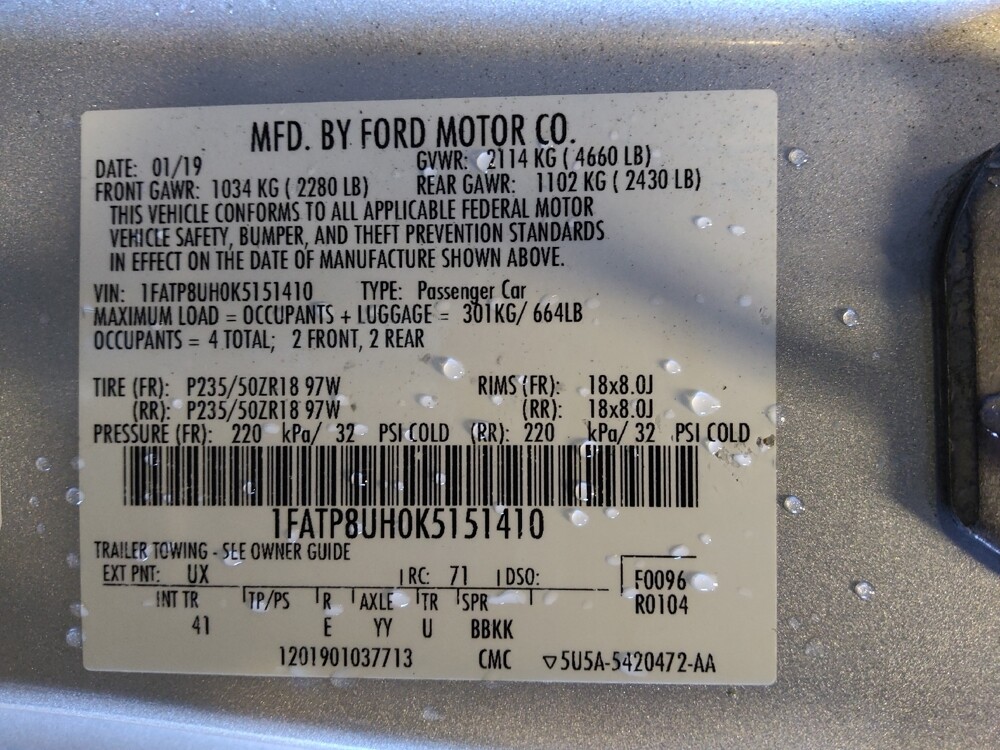 MFD. BY FORD MOTOR CO.
DATE: 01/19 GVWR: 2114 KG ( 4660 LB)
FRONT GAWR: 1034 KG ( 2280 LB) REAR GAWR: 1102 KG ( 2430 LB)
THIS VEHICLE CONFORMS TO ALL APPLICABLE FEDERAL MOTOR
VEHICLE SAFETY, BUMPER, AND THEFT PREVENTION STANDARDS
IN EFFECT ON THE DATE OF MANUFACTURE SHOWN ABOVE.
VIN: 1FATP8UH0K5151410 TYPE: Passenger Car
MAXIMUM LOAD = OCCUPANTS + LUGGAGE = 301KG/ 664LB
OCCUPANTS = 4 TOTAL; 2 FRONT, 2 REAR
TIRE (FR): P235/50ZR18 97W RIMS (FR): 18x8.0J
(RR): P235/50ZR18 97W (RR): 18x8.0J
PRESSURE (FR): 220 kPa/ 32 PSI COLD (RR): 220 kPa/ 32 PSI COLD
1FATP8UH0K5151410
TRAILER TOWING - SEE OWNER GUIDE
EXT PNT: UX RC: 71 DSO: F0096
INT TR TP/PS R AXLE TR SPR R0104
41 E YY U BBKK
1201901037713 CMC ▽5U5A-5420472-AA